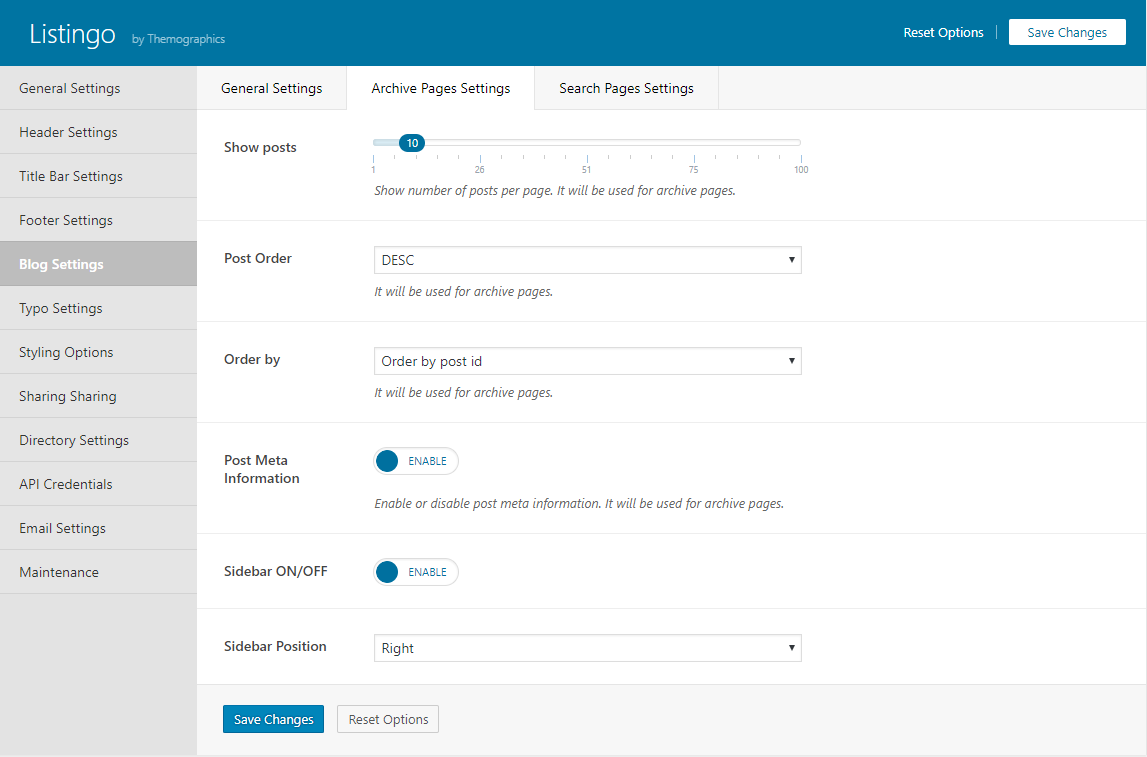 Listingo by Themographics
Reset Options
Save Changes
General Settings
Header Settings
Title Bar Settings
Footer Settings
Blog Settings
Typo Settings
Styling Options
Sharing Sharing
Directory Settings
API Credentials
Email Settings
Maintenance
General Settings
Archive Pages Settings
Search Pages Settings
Show posts
10
1 26 51 75 100
Show number of posts per page. It will be used for archive pages.
Post Order
DESC
It will be used for archive pages.
Order by
Order by post id
It will be used for archive pages.
Post Meta
Information
ENABLE
Enable or disable post meta information. It will be used for archive pages.
Sidebar ON/OFF
ENABLE
Sidebar Position
Right
Save Changes
Reset Options